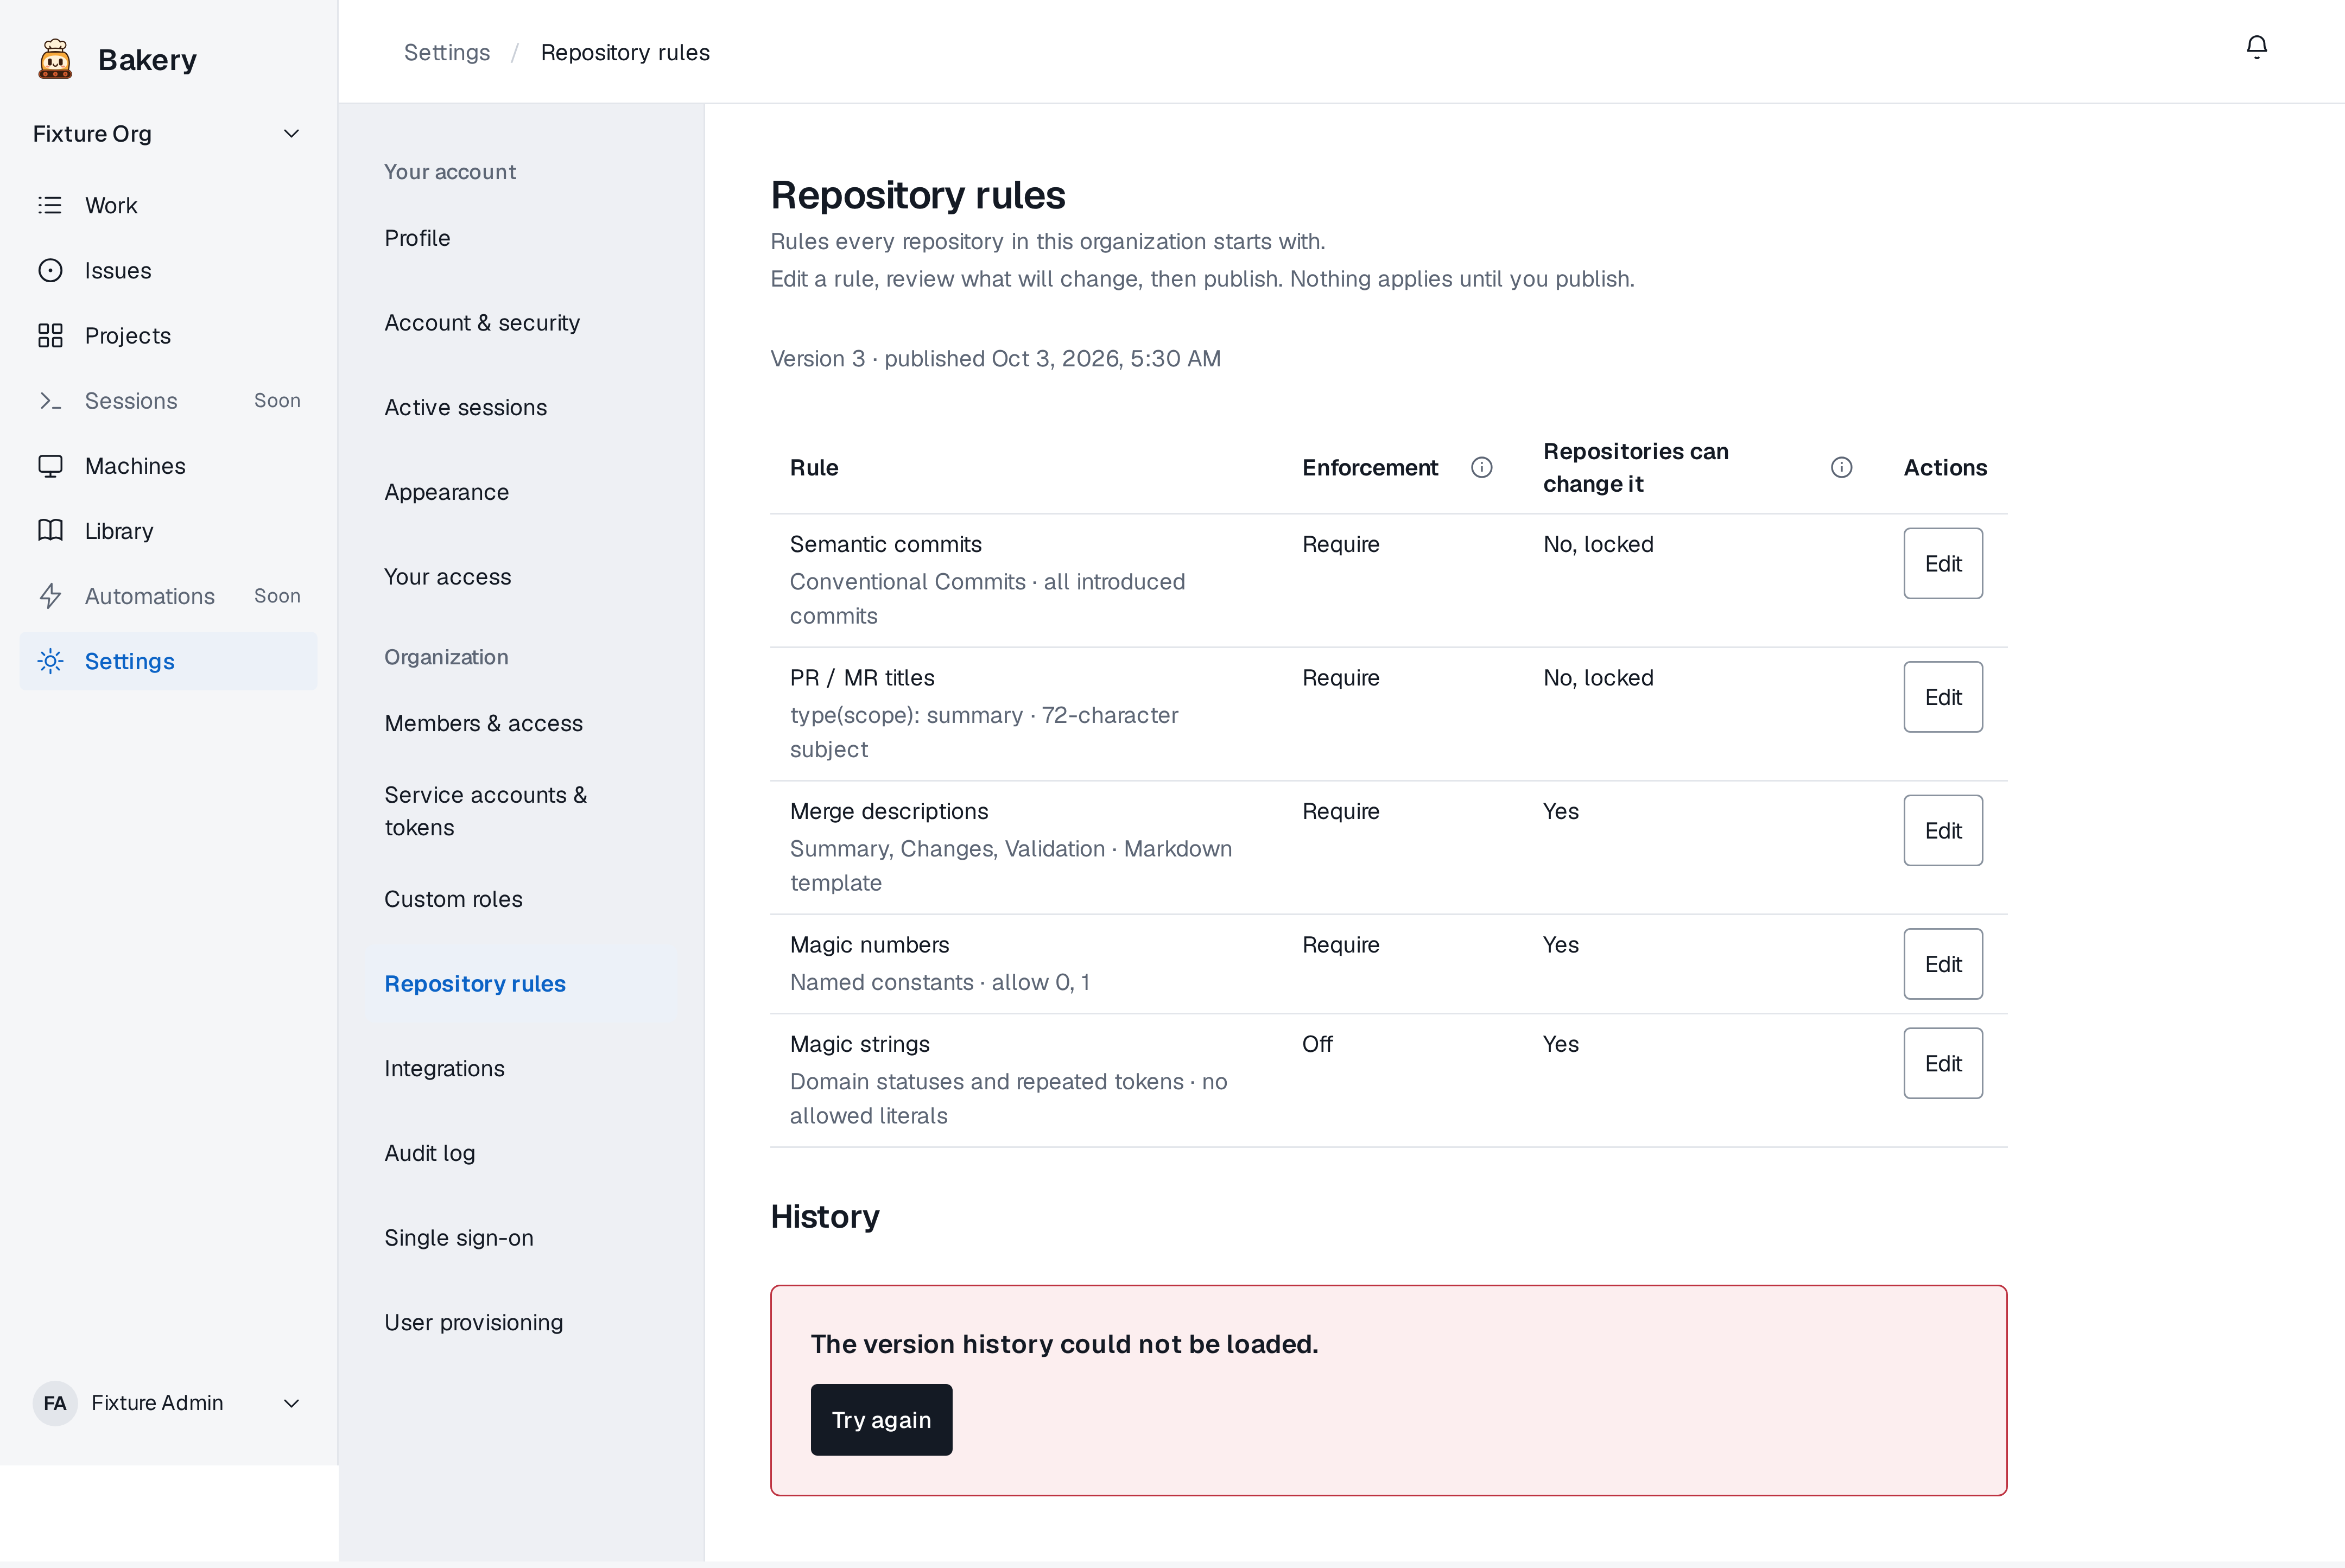 Bakery
Fixture Org
Work
Issues
Projects
Sessions Soon
Machines
Library
Automations Soon
Settings
FA Fixture Admin
Settings / Repository rules
Your account
Profile
Account & security
Active sessions
Appearance
Your access
Organization
Members & access
Service accounts &
tokens
Custom roles
Repository rules
Integrations
Audit log
Single sign-on
User provisioning
Repository rules
Rules every repository in this organization starts with.
Edit a rule, review what will change, then publish. Nothing applies until you publish.
Version 3 · published Oct 3, 2026, 5:30 AM
Rule Enforcement Repositories can
change it Actions
Semantic commits Require No, locked Edit
Conventional Commits · all introduced
commits
PR / MR titles Require No, locked Edit
type(scope): summary · 72-character
subject
Merge descriptions Require Yes Edit
Summary, Changes, Validation · Markdown
template
Magic numbers Require Yes Edit
Named constants · allow 0, 1
Magic strings Off Yes Edit
Domain statuses and repeated tokens · no
allowed literals
History
The version history could not be loaded.
Try again